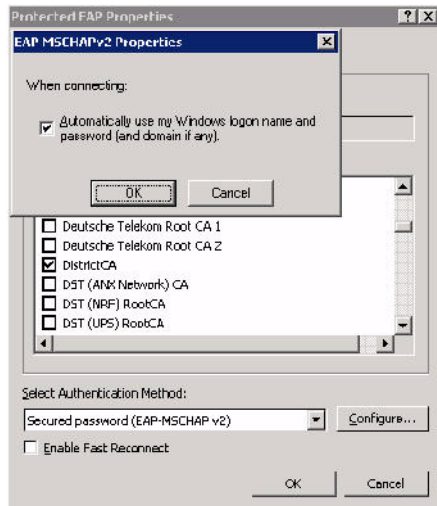 Protected EAP Properties
EAP MSCHAPv2 Properties
When connecting:
Automatically use my Windows logon name and
password (and domain if any).
OK
Cancel
Deutsche Telekom Root CA 1
Deutsche Telekom Root CA 2
DistrictCA
DST (ANX Network) CA
DST (NRF) RootCA
DST (UPS) RootCA
Select Authentication Method:
Secured password (EAP-MSCHAP v2)
Configure...
Enable Fast Reconnect
OK
Cancel